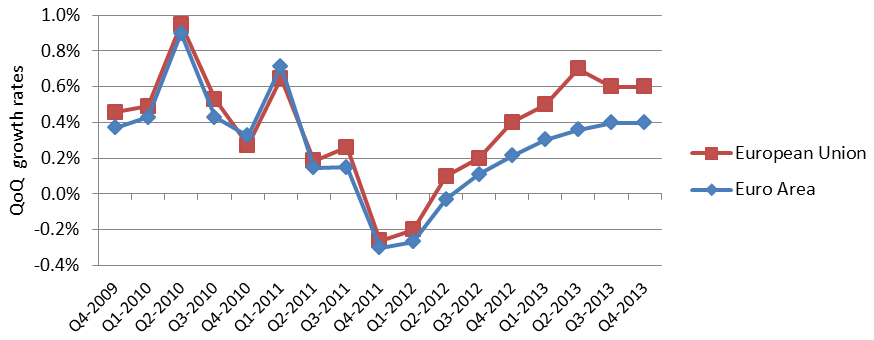 1.0%
0.8%
0.6%
0.4%
0.2%
0.0%
-0.2%
-0.4%
QoQ growth rates
Q4-2009
Q1-2010
Q2-2010
Q3-2010
Q4-2010
Q1-2011
Q2-2011
Q3-2011
Q4-2011
Q1-2012
Q2-2012
Q3-2012
Q4-2012
Q1-2013
Q2-2013
Q3-2013
Q4-2013
European Union
Euro Area